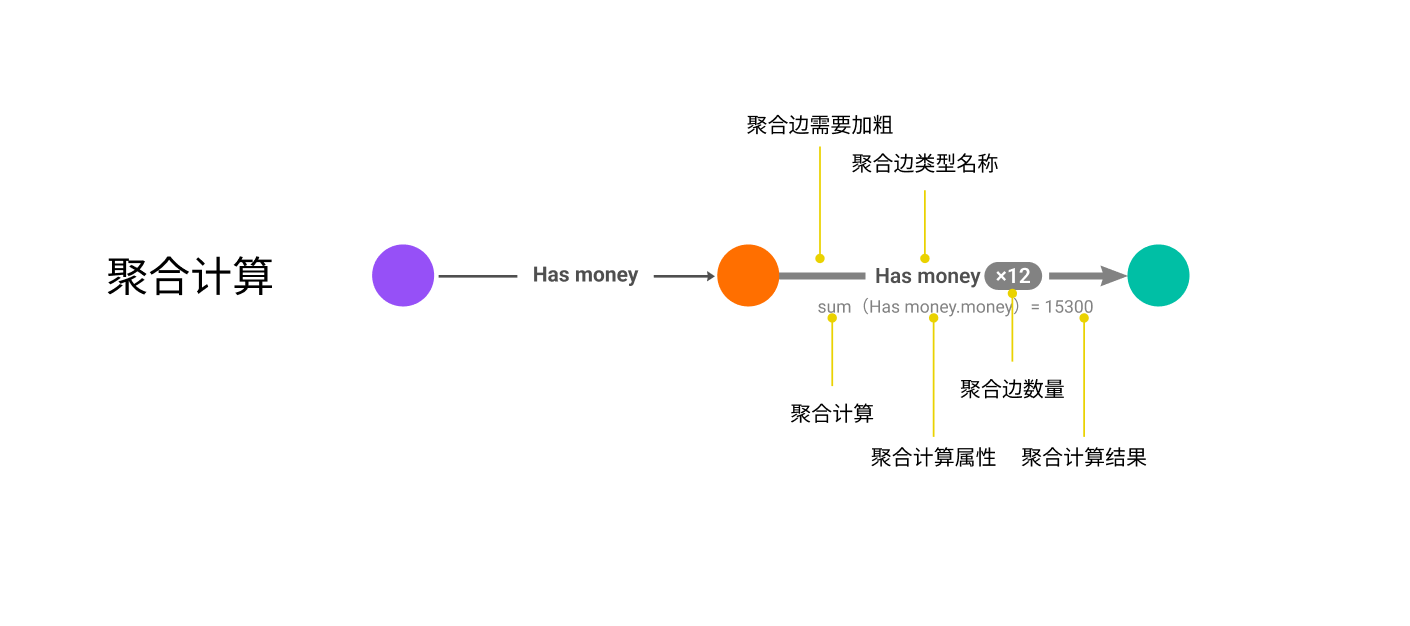 聚合边需要加粗
聚合边类型名称
聚合计算
Has money
Has money ×12
sum（Has money.money）= 15300
聚合边数量
聚合计算
聚合计算属性
聚合计算结果